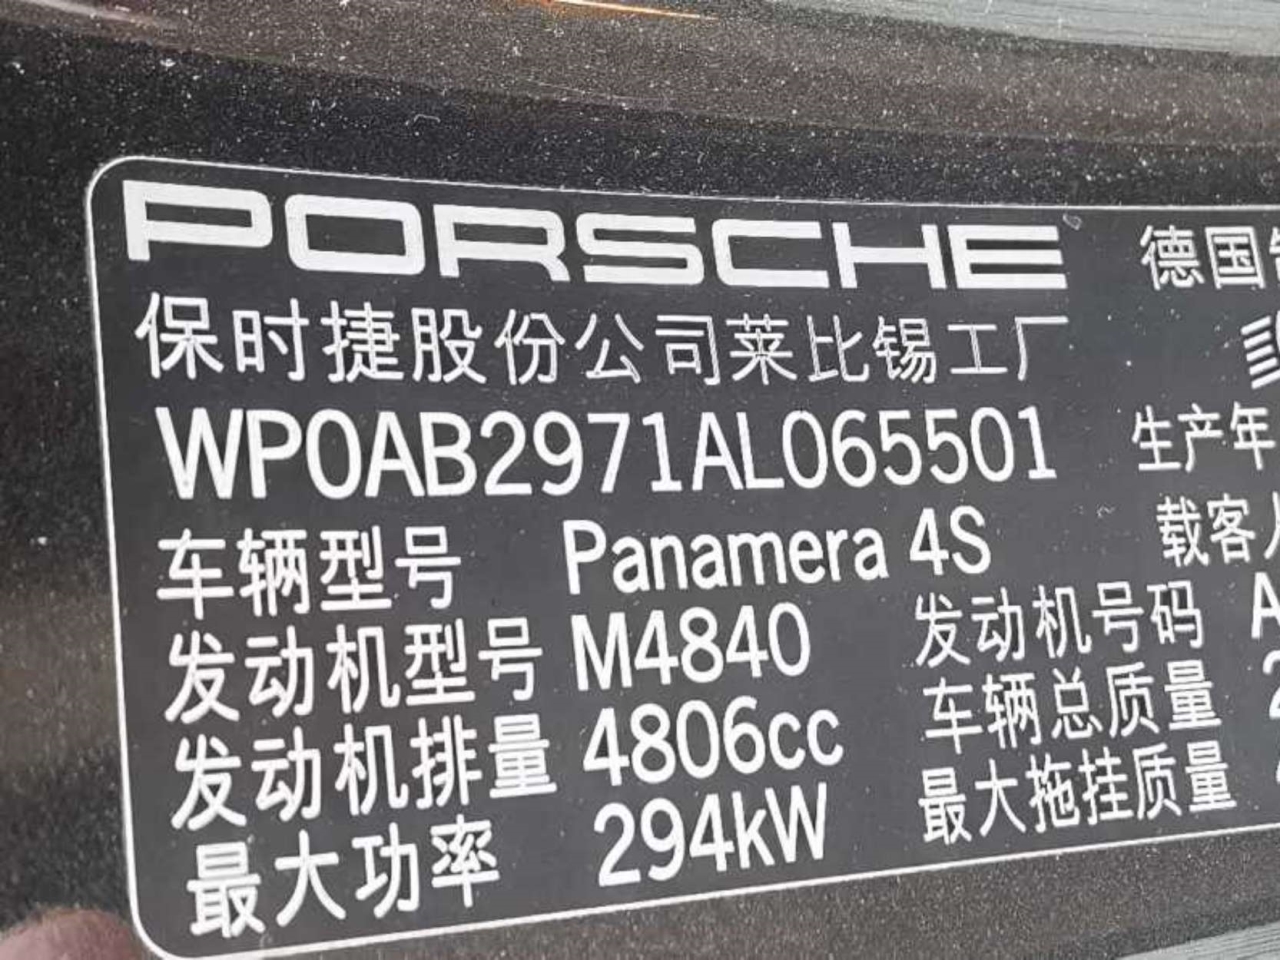 PORSCHE 德国
保时捷股份公司莱比锡工厂
WP0AB2971AL065501 生产年
车辆型号 Panamera 4S 载客
发动机型号 M4840 发动机号码 A
发动机排量 4806cc 车辆总质量 2
最大功率 294kW 最大拖挂质量